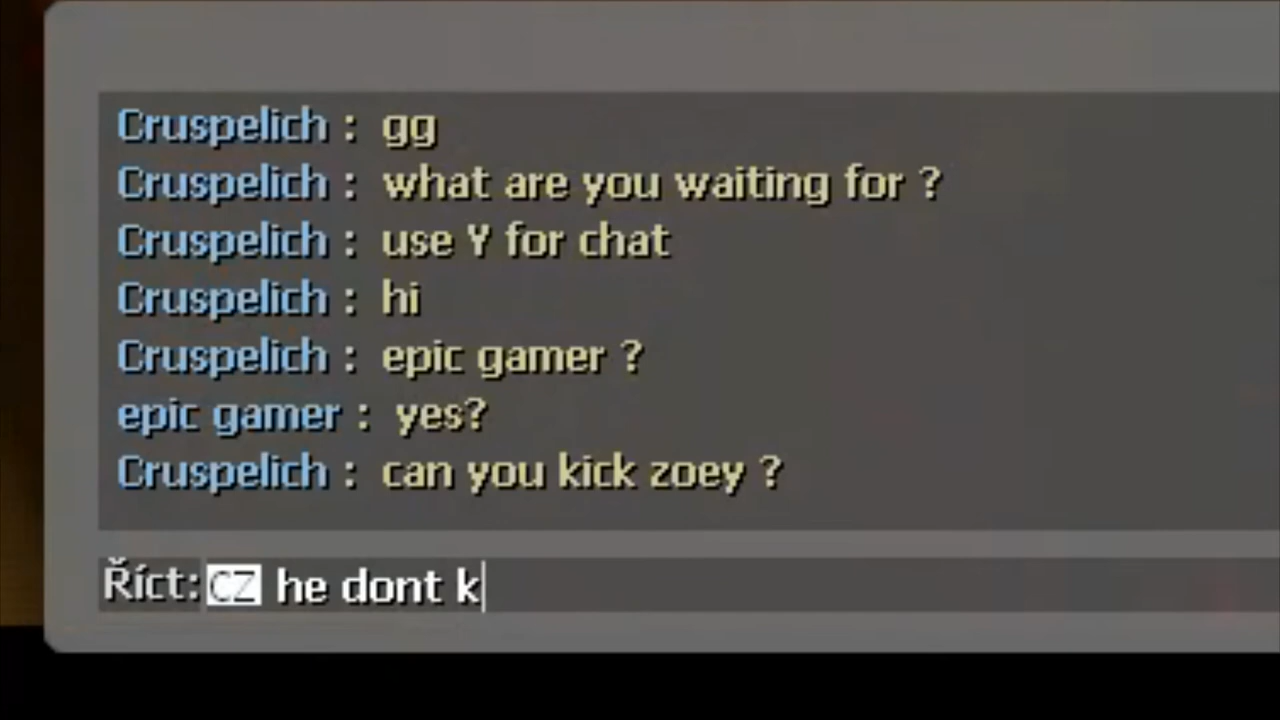 Cruspelich : gg
Cruspelich : what are you waiting for ?
Cruspelich : use Y for chat
Cruspelich : hi
Cruspelich : epic gamer ?
epic gamer : yes?
Cruspelich : can you kick zoey ?
Říct: CZ he dont k